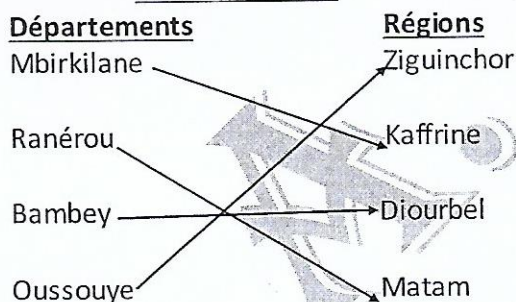 Départements Régions
Mbirkilane Ziguinchor
Ranérou Kaffrine
Bambey Diourbel
Oussouye Matam